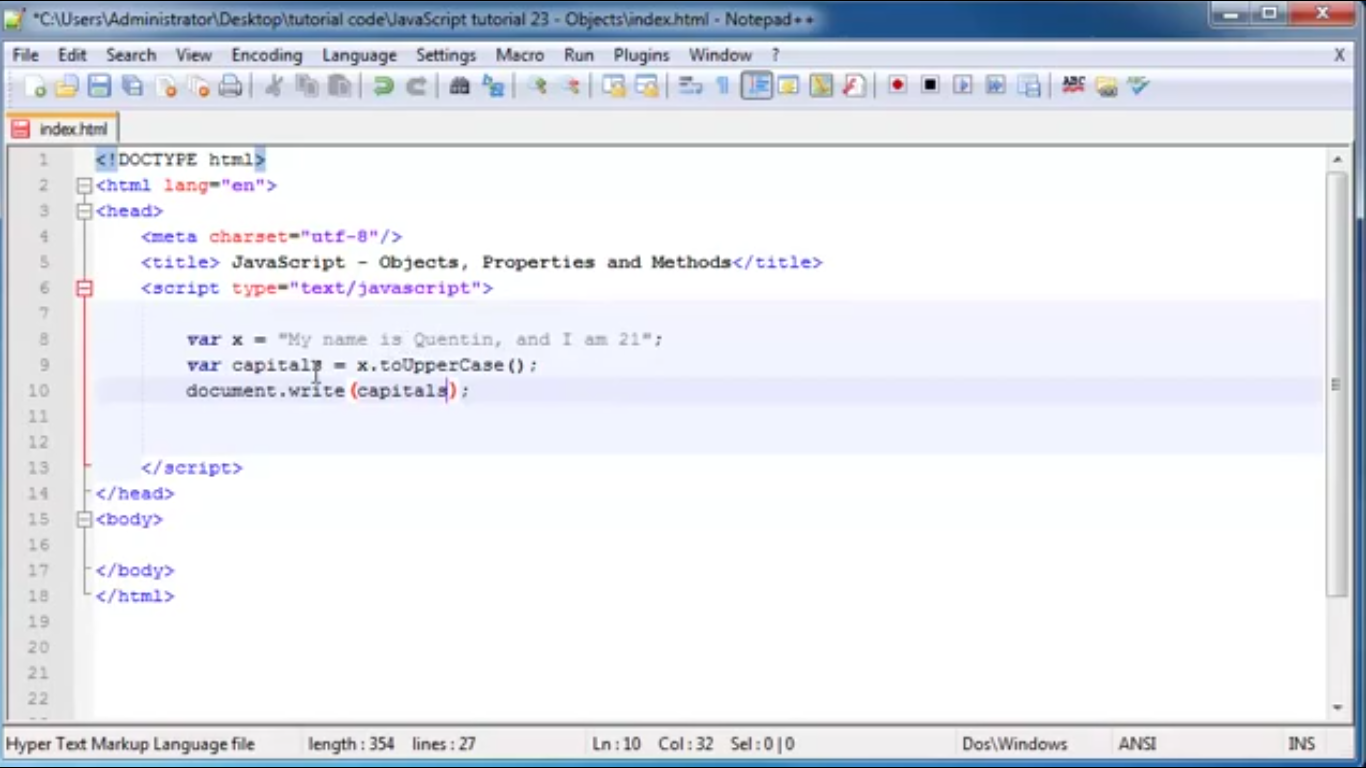 *C:\Users\Administrator\Desktop\tutorial code\JavaScript tutorial 23 - Objects\index.html - Notepad++
File Edit Search View Encoding Language Settings Macro Run Plugins Window ? X
ABC
index.html
1 <!DOCTYPE html>
2 <html lang="en">
3 <head>
4 <meta charset="utf-8"/>
5 <title> JavaScript - Objects, Properties and Methods</title>
6 <script type="text/javascript">
7
8 var x = "My name is Quentin, and I am 21";
9 var capitals = x.toUpperCase();
10 document.write(capitals);
11
12
13 </script>
14 </head>
15 <body>
16
17 </body>
18 </html>
19
20
21
22
Hyper Text Markup Language file length : 354 lines : 27 Ln : 10 Col : 32 Sel : 0 | 0 Dos\Windows ANSI INS